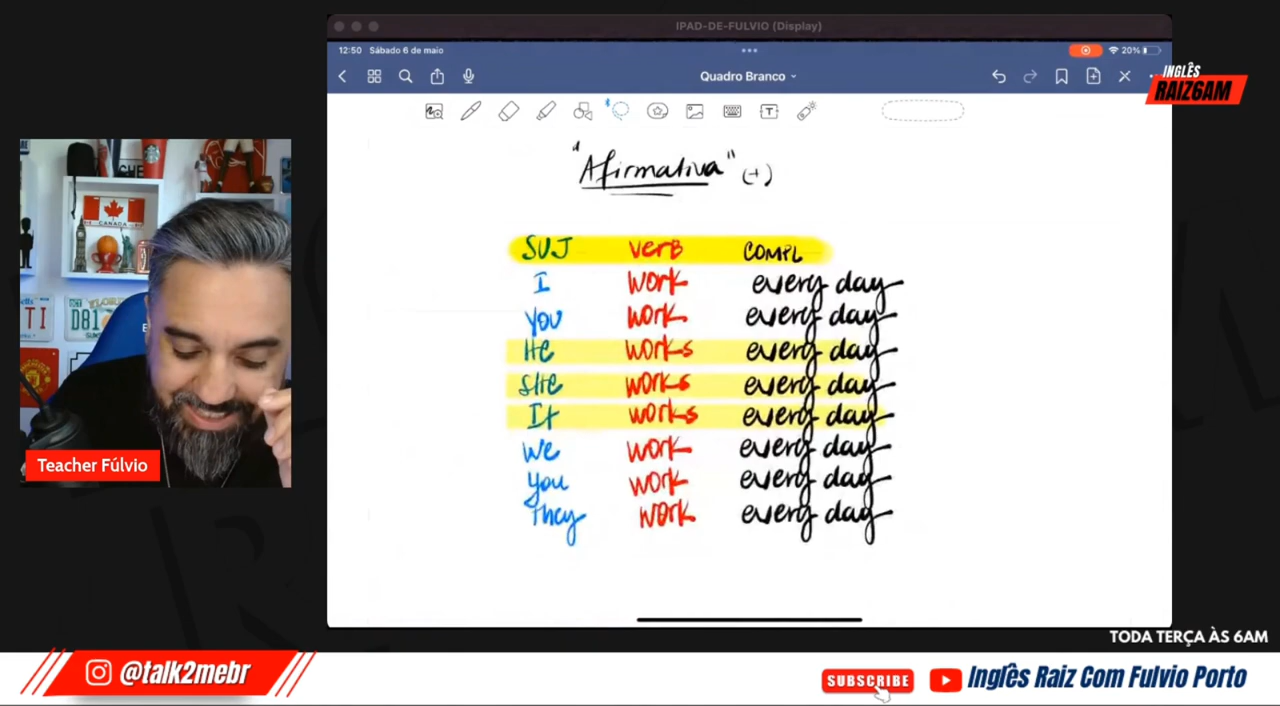 IPAD-DE-FULVIO (Display)
12:50 Sábado 6 de maio
20%
Quadro Branco
INGLÊS
RAIZ6AM
"Afirmativa" (+)
SUJ VERB COMPL
I work every day
You work every day
He works every day
SHe works every day
It works every day
We work every day
you work every day
they work every day
CANADA
Teacher Fúlvio
TODA TERÇA ÀS 6AM
@talk2mebr
SUBSCRIBE
Inglês Raiz Com Fulvio Porto